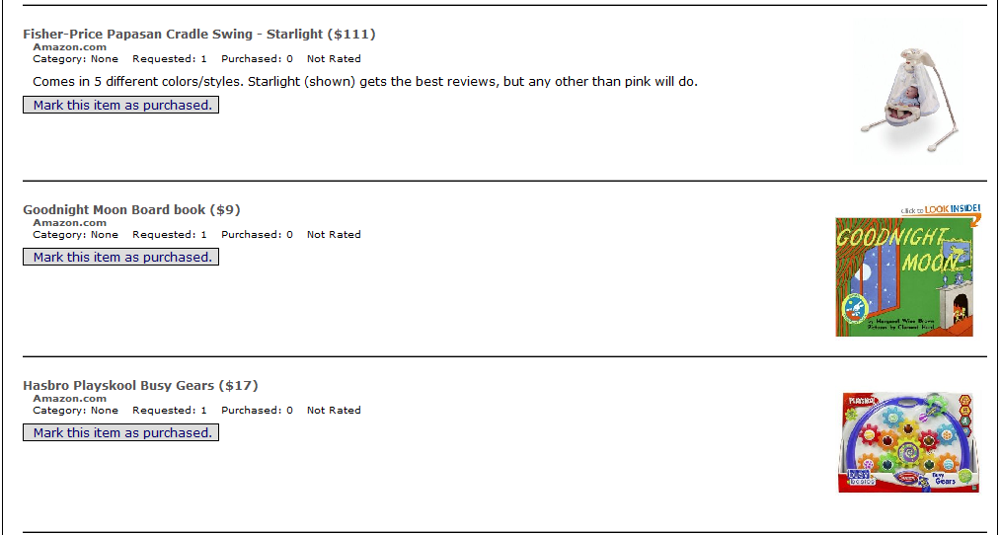 Fisher-Price Papasan Cradle Swing - Starlight ($111)
Amazon.com
Category: None Requested: 1 Purchased: 0 Not Rated
Comes in 5 different colors/styles. Starlight (shown) gets the best reviews, but any other than pink will do.
Mark this item as purchased.
Goodnight Moon Board book ($9)
Amazon.com
Category: None Requested: 1 Purchased: 0 Not Rated
Mark this item as purchased.
click to LOOK INSIDE!
GOODNIGHT
MOON
by Margaret Wise Brown
Pictures by Clement Hurd
Hasbro Playskool Busy Gears ($17)
Amazon.com
Category: None Requested: 1 Purchased: 0 Not Rated
Mark this item as purchased.
PLAYSKOOL
busy
basics
Busy
Gears